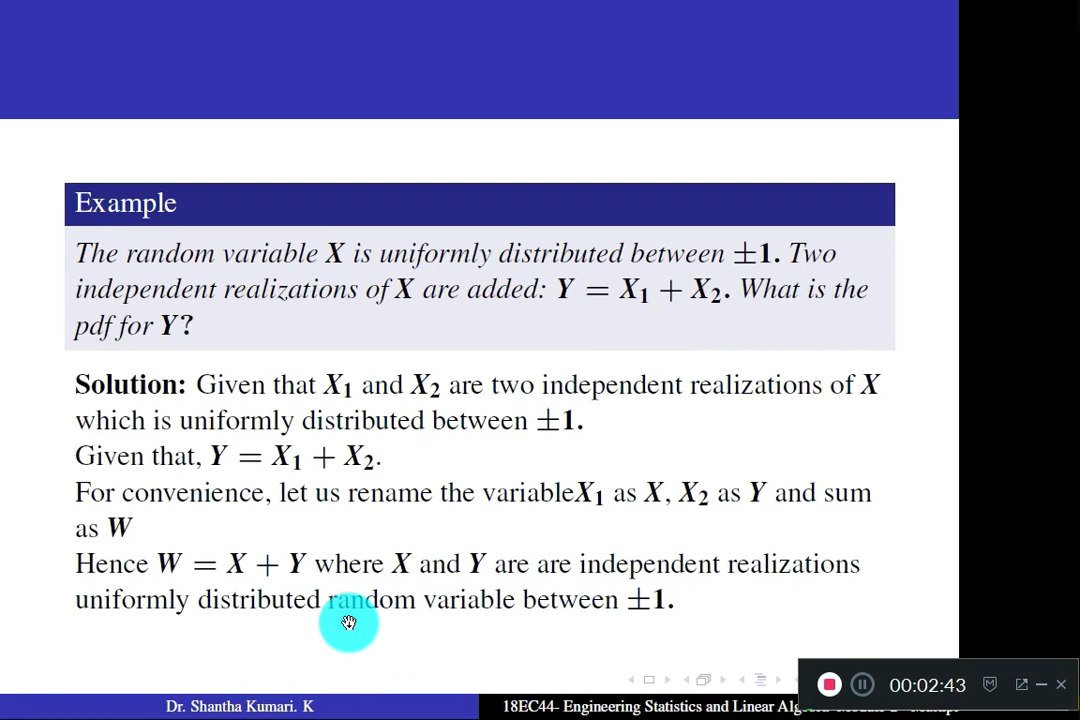 Example
The random variable X is uniformly distributed between ±1. Two
independent realizations of X are added: Y = X₁ + X₂. What is the
pdf for Y?
Solution: Given that X₁ and X₂ are two independent realizations of X
which is uniformly distributed between ±1.
Given that, Y = X₁ + X₂.
For convenience, let us rename the variableX₁ as X, X₂ as Y and sum
as W
Hence W = X + Y where X and Y are are independent realizations
uniformly distributed random variable between ±1.
00:02:43
Dr. Shantha Kumari. K
18EC44- Engineering Statistics and Linear